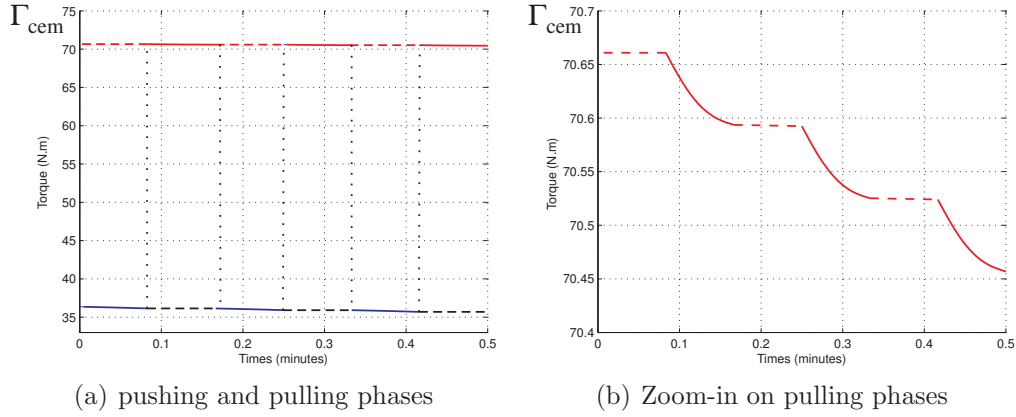 Γcem
75
70
65
60
55
50
45
40
35
Torque (N.m)
0 0.1 0.2 0.3 0.4 0.5
Times (minutes)
(a) pushing and pulling phases
Γcem
70.7
70.65
70.6
70.55
70.5
70.45
70.4
Torque (N.m)
0 0.1 0.2 0.3 0.4 0.5
Times (minutes)
(b) Zoom-in on pulling phases